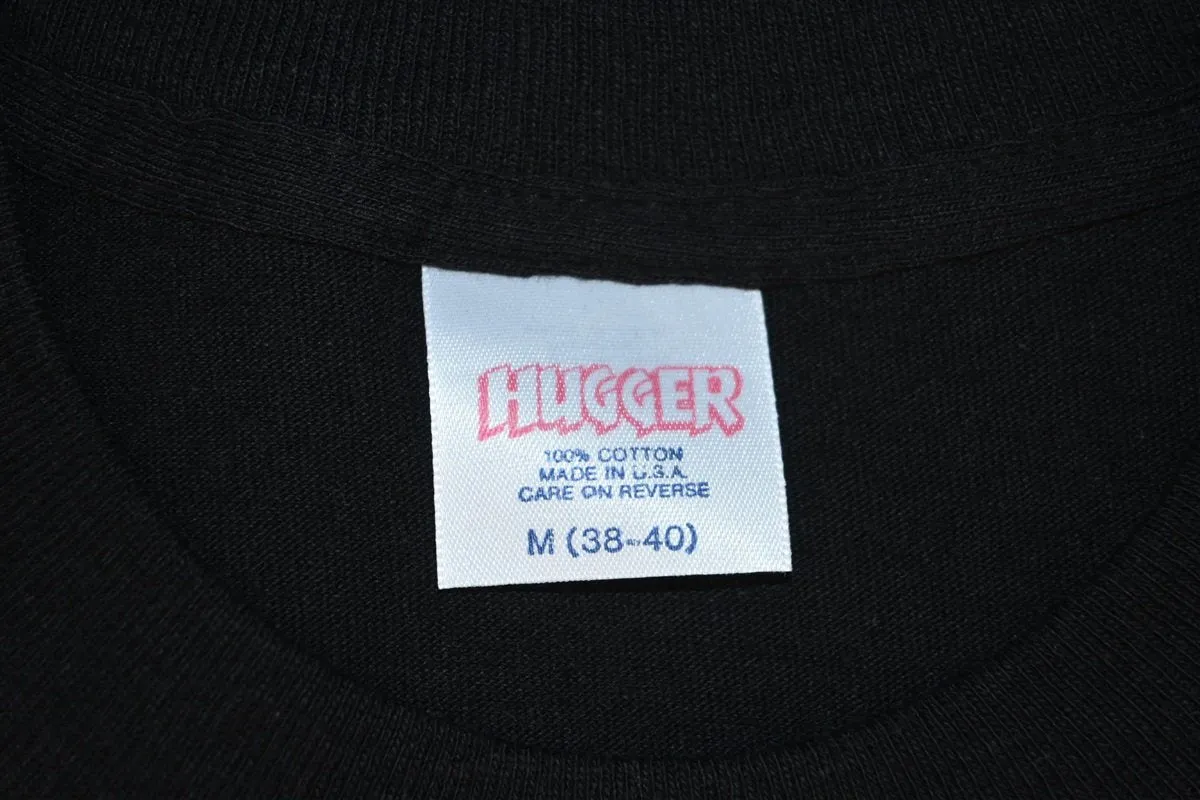 HUGGER
100% COTTON
MADE IN U.S.A.
CARE ON REVERSE
M (38-40)